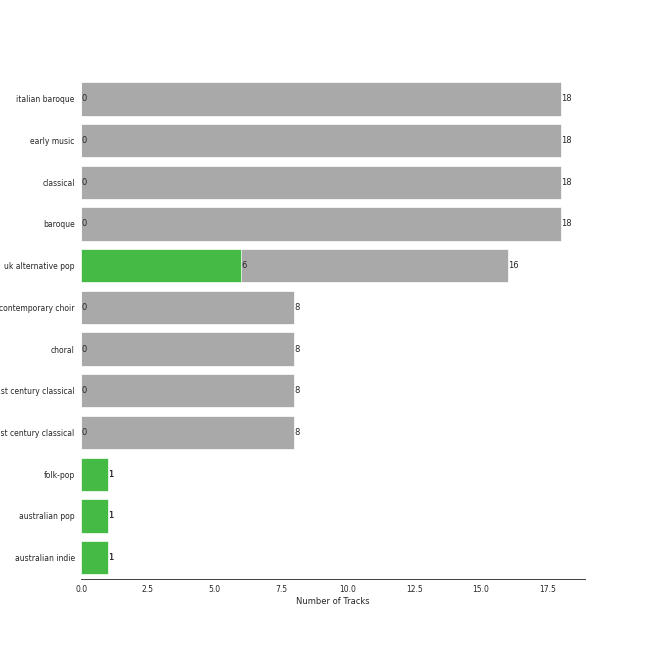 italian baroque 0 18
early music 0 18
classical 0 18
baroque 0 18
uk alternative pop 6 16
contemporary choir 0 8
choral 0 8
st century classical 0 8
st century classical 0 8
folk-pop 1
australian pop 1
australian indie 1
0.0 2.5 5.0 7.5 10.0 12.5 15.0 17.5
Number of Tracks